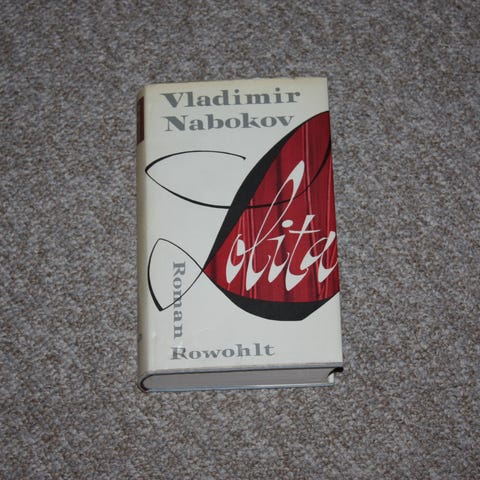 Vladimir
Nabokov
Lolita
Roman
Rowohlt